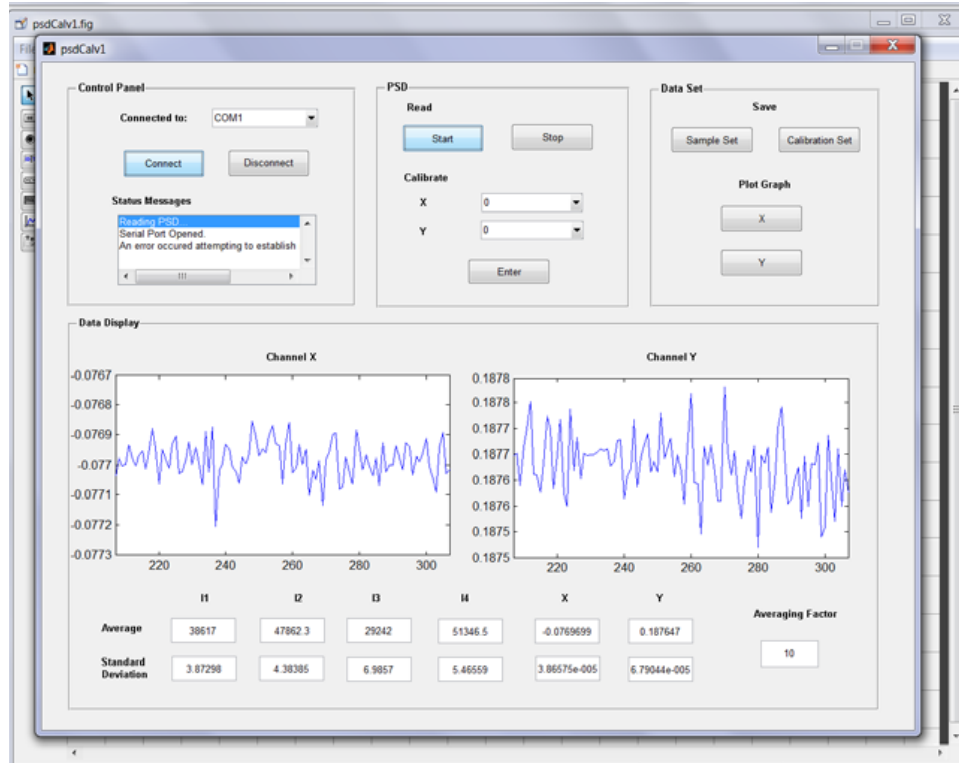 psdCalv1.fig
psdCalv1
Control Panel
Connected to: COM1
Connect Disconnect
Status Messages
Reading PSD
Serial Port Opened.
An error occured attempting to establish
PSD
Read
Start Stop
Calibrate
X 0
Y 0
Enter
Data Set
Save
Sample Set Calibration Set
Plot Graph
X
Y
Data Display
Channel X
-0.0767
-0.0768
-0.0769
-0.077
-0.0771
-0.0772
-0.0773
220 240 260 280 300
Channel Y
0.1878
0.1878
0.1877
0.1877
0.1876
0.1876
0.1875
0.1875
220 240 260 280 300
I1 I2 I3 I4 X Y
Average 38617 47862.3 29242 51346.5 -0.0769699 0.187647
Standard
Deviation 3.87298 4.38385 6.9857 5.46559 3.86575e-005 6.79044e-005
Averaging Factor
10